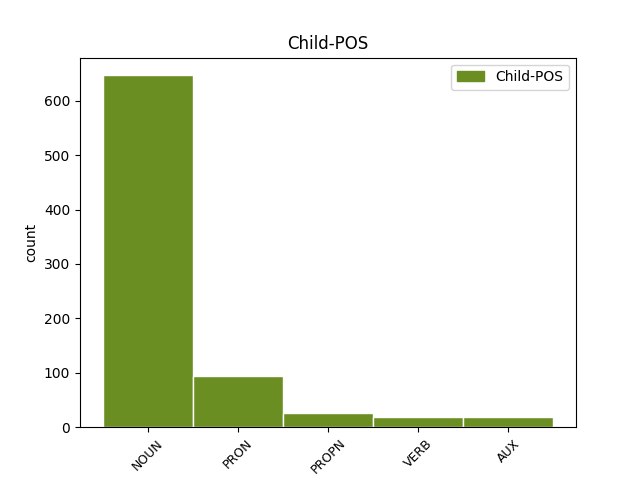 Child-POS
Child-POS
count
600
500
400
300
200
100
0
NOUN
PRON
PROPN
VERB
AUX